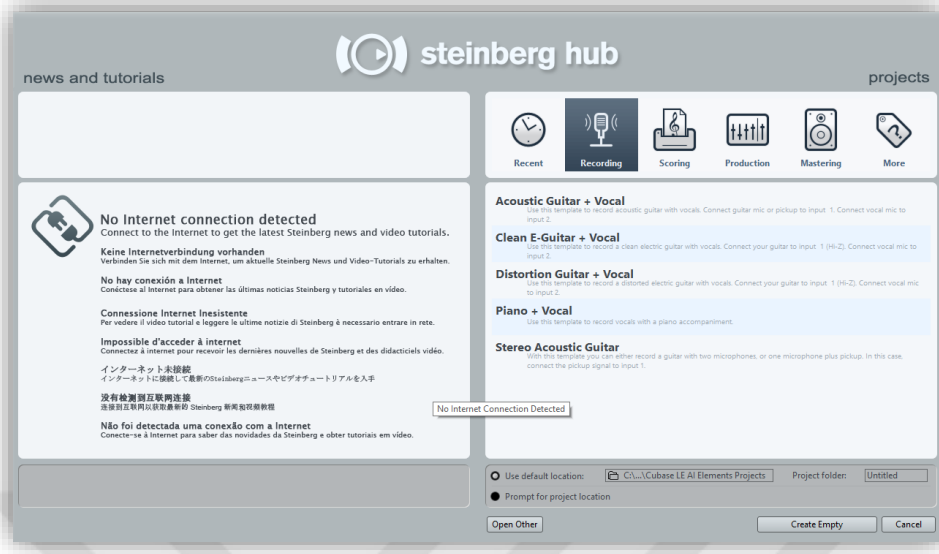 steinberg hub
news and tutorials
projects
Recent
Recording
Scoring
Production
Mastering
More
No Internet connection detected
Connect to the Internet to get the latest Steinberg news and video tutorials.
Keine Internetverbindung vorhanden
Verbinden Sie sich mit dem Internet, um aktuelle Steinberg News und Video-Tutorials zu erhalten.
No hay conexión a Internet
Conéctese al Internet para obtener las últimas noticias Steinberg y tutoriales en vídeo.
Connessione Internet Inesistente
Per vedere il video tutorial e leggere le ultime notizie di Steinberg è necessario entrare in rete.
Impossible d'acceder à internet
Connectez à internet pour recevoir les dernières nouvelles de Steinberg et des didacticiels vidéo.
インターネット未接続
インターネットに接続して最新のSteinbergニュースやビデオチュートリアルを入手
没有检测到互联网连接
连接到互联网以获取最新的 Steinberg 新闻和视频教程
Não foi detectada uma conexão com a Internet
Conecte-se à Internet para saber das novidades da Steinberg e obter tutoriais em vídeo.
No Internet Connection Detected
Acoustic Guitar + Vocal
Use this template to record acoustic guitar with vocals. Connect guitar mic or pickup to input 1. Connect vocal mic to
input 2.
Clean E-Guitar + Vocal
Use this template to record a clean electric guitar with vocals. Connect your guitar to input 1 (Hi-Z). Connect vocal mic to
input 2.
Distortion Guitar + Vocal
Use this template to record a distorted electric guitar with vocals. Connect your guitar to input 1 (Hi-Z). Connect vocal mic
to input 2.
Piano + Vocal
Use this template to record vocals with a piano accompaniment.
Stereo Acoustic Guitar
With this template you can either record a guitar with two microphones, or one microphone plus pickup. In this case,
connect the pickup signal to input 1.
Use default location:
C:\...\Cubase LE AI Elements Projects
Project folder:
Untitled
Prompt for project location
Open Other
Create Empty
Cancel